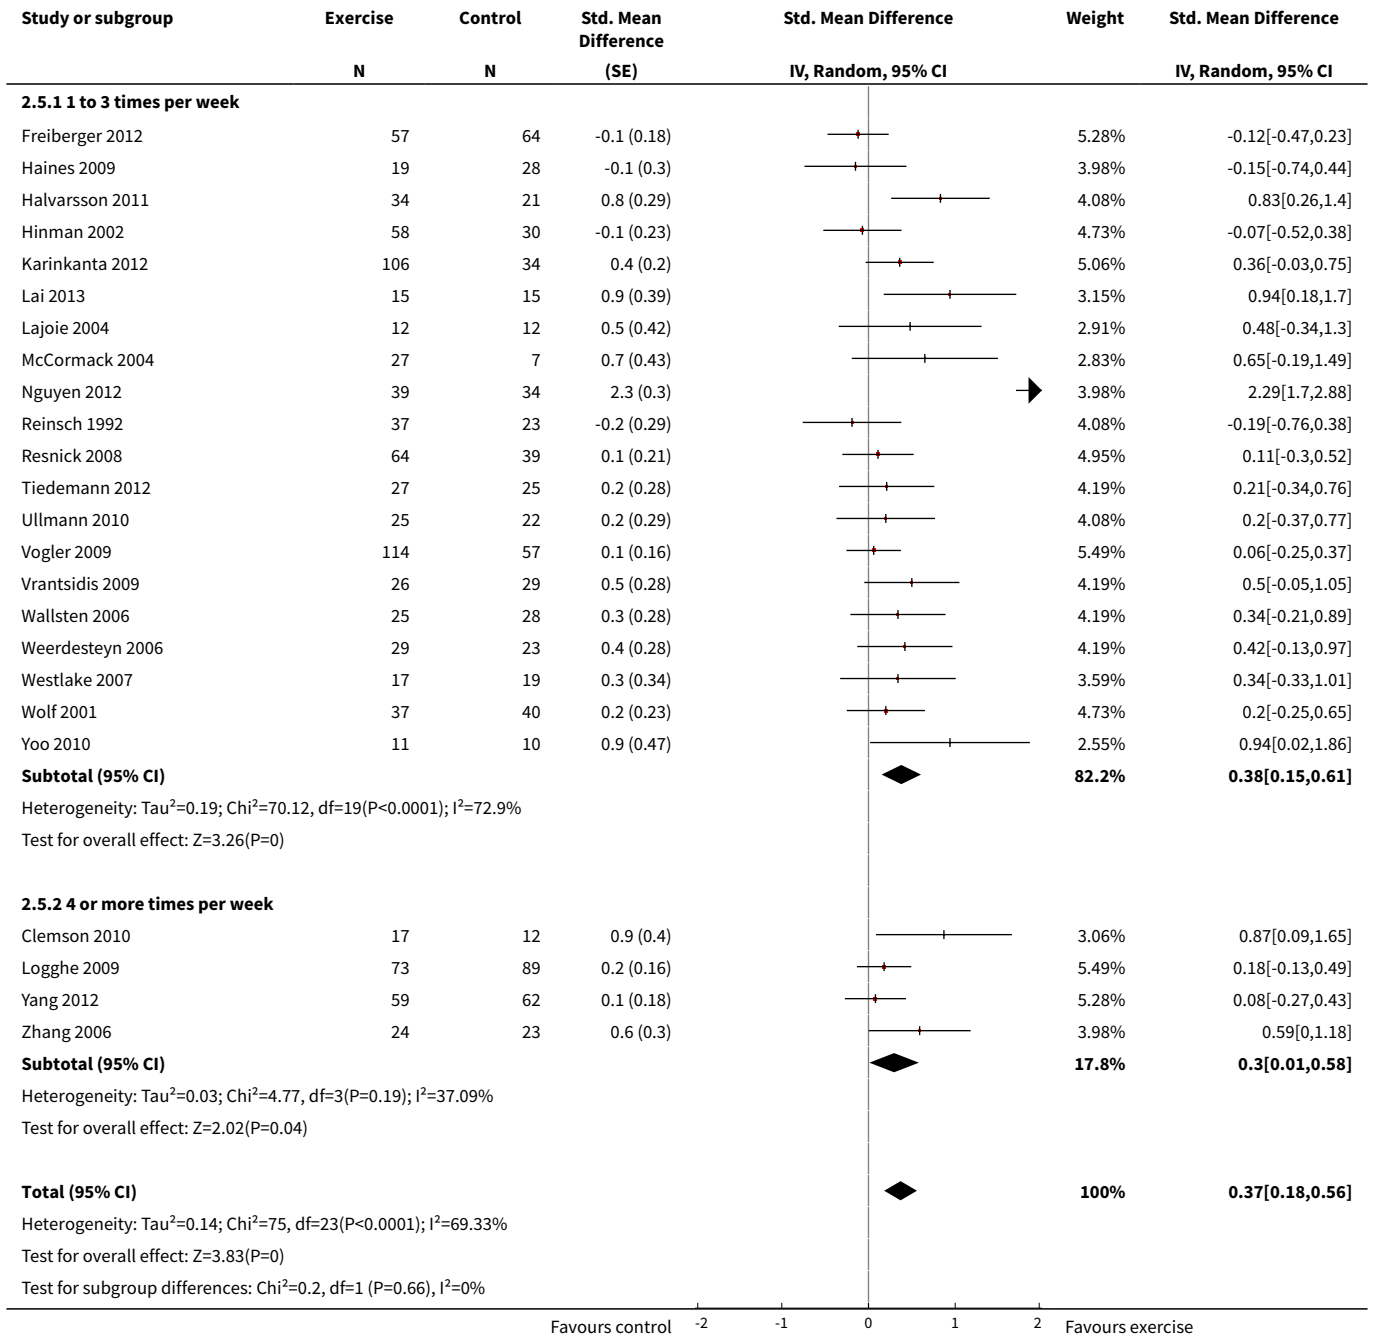 Study or subgroup Exercise Control Std. Mean Difference Std. Mean Difference Weight Std. Mean Difference
N N (SE) IV, Random, 95% CI IV, Random, 95% CI
2.5.1 1 to 3 times per week
Freiberger 2012 57 64 -0.1 (0.18) 5.28% -0.12[-0.47,0.23]
Haines 2009 19 28 -0.1 (0.3) 3.98% -0.15[-0.74,0.44]
Halvarsson 2011 34 21 0.8 (0.29) 4.08% 0.83[0.26,1.4]
Hinman 2002 58 30 -0.1 (0.23) 4.73% -0.07[-0.52,0.38]
Karinkanta 2012 106 34 0.4 (0.2) 5.06% 0.36[-0.03,0.75]
Lai 2013 15 15 0.9 (0.39) 3.15% 0.94[0.18,1.7]
Lajoie 2004 12 12 0.5 (0.42) 2.91% 0.48[-0.34,1.3]
McCormack 2004 27 7 0.7 (0.43) 2.83% 0.65[-0.19,1.49]
Nguyen 2012 39 34 2.3 (0.3) 3.98% 2.29[1.7,2.88]
Reinsch 1992 37 23 -0.2 (0.29) 4.08% -0.19[-0.76,0.38]
Resnick 2008 64 39 0.1 (0.21) 4.95% 0.11[-0.3,0.52]
Tiedemann 2012 27 25 0.2 (0.28) 4.19% 0.21[-0.34,0.76]
Ullmann 2010 25 22 0.2 (0.29) 4.08% 0.2[-0.37,0.77]
Vogler 2009 114 57 0.1 (0.16) 5.49% 0.06[-0.25,0.37]
Vrantsidis 2009 26 29 0.5 (0.28) 4.19% 0.5[-0.05,1.05]
Wallsten 2006 25 28 0.3 (0.28) 4.19% 0.34[-0.21,0.89]
Weerdesteyn 2006 29 23 0.4 (0.28) 4.19% 0.42[-0.13,0.97]
Westlake 2007 17 19 0.3 (0.34) 3.59% 0.34[-0.33,1.01]
Wolf 2001 37 40 0.2 (0.23) 4.73% 0.2[-0.25,0.65]
Yoo 2010 11 10 0.9 (0.47) 2.55% 0.94[0.02,1.86]
Subtotal (95% CI) 82.2% 0.38[0.15,0.61]
Heterogeneity: Tau²=0.19; Chi²=70.12, df=19(P<0.0001); I²=72.9%
Test for overall effect: Z=3.26(P=0)
2.5.2 4 or more times per week
Clemson 2010 17 12 0.9 (0.4) 3.06% 0.87[0.09,1.65]
Logghe 2009 73 89 0.2 (0.16) 5.49% 0.18[-0.13,0.49]
Yang 2012 59 62 0.1 (0.18) 5.28% 0.08[-0.27,0.43]
Zhang 2006 24 23 0.6 (0.3) 3.98% 0.59[0,1.18]
Subtotal (95% CI) 17.8% 0.3[0.01,0.58]
Heterogeneity: Tau²=0.03; Chi²=4.77, df=3(P=0.19); I²=37.09%
Test for overall effect: Z=2.02(P=0.04)
Total (95% CI) 100% 0.37[0.18,0.56]
Heterogeneity: Tau²=0.14; Chi²=75, df=23(P<0.0001); I²=69.33%
Test for overall effect: Z=3.83(P=0)
Test for subgroup differences: Chi²=0.2, df=1 (P=0.66), I²=0%
Favours control -2 -1 0 1 2 Favours exercise